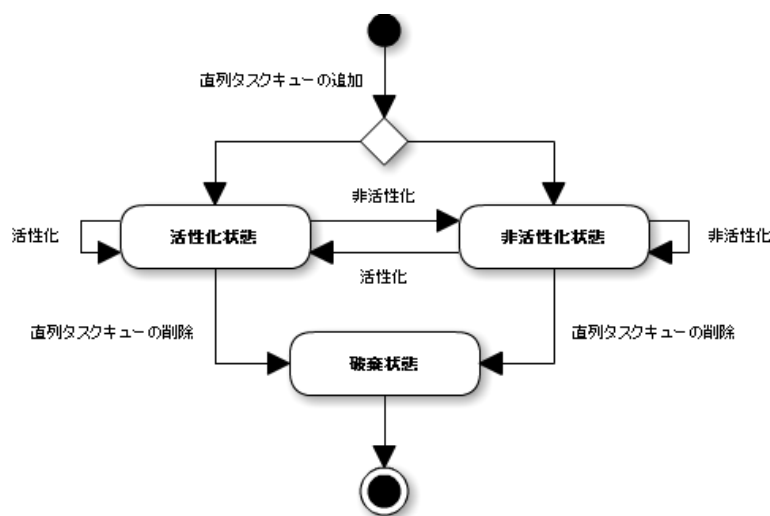 直列タスクキューの追加
非活性化
活性化
活性化状態
非活性化状態
非活性化
活性化
直列タスクキューの削除
直列タスクキューの削除
破棄状態